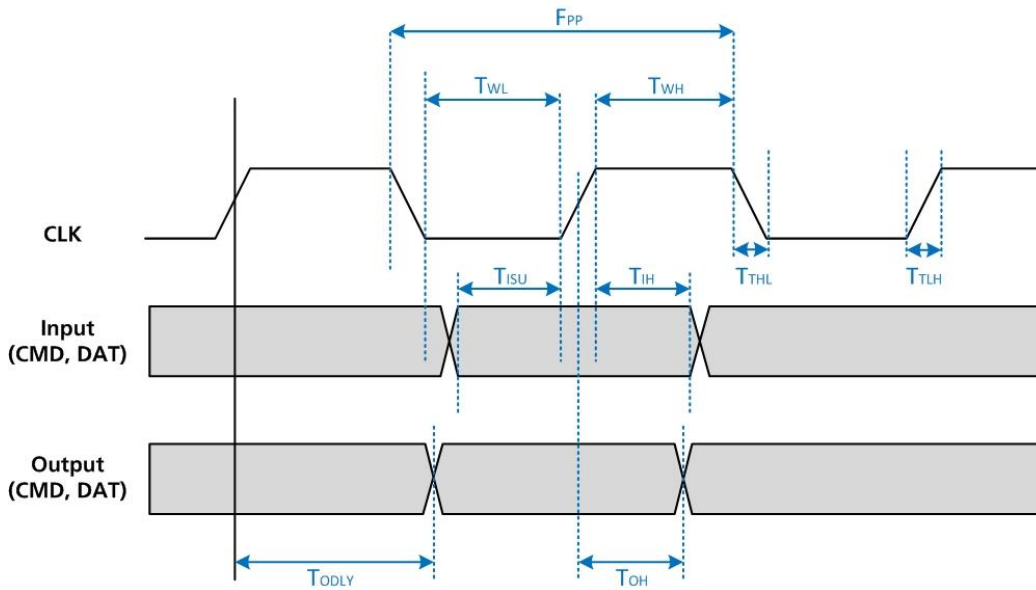 FPP
TWL
TWH
CLK
TISU
TIH
TTHL
TTLH
Input
(CMD, DAT)
Output
(CMD, DAT)
TODLY
TOH